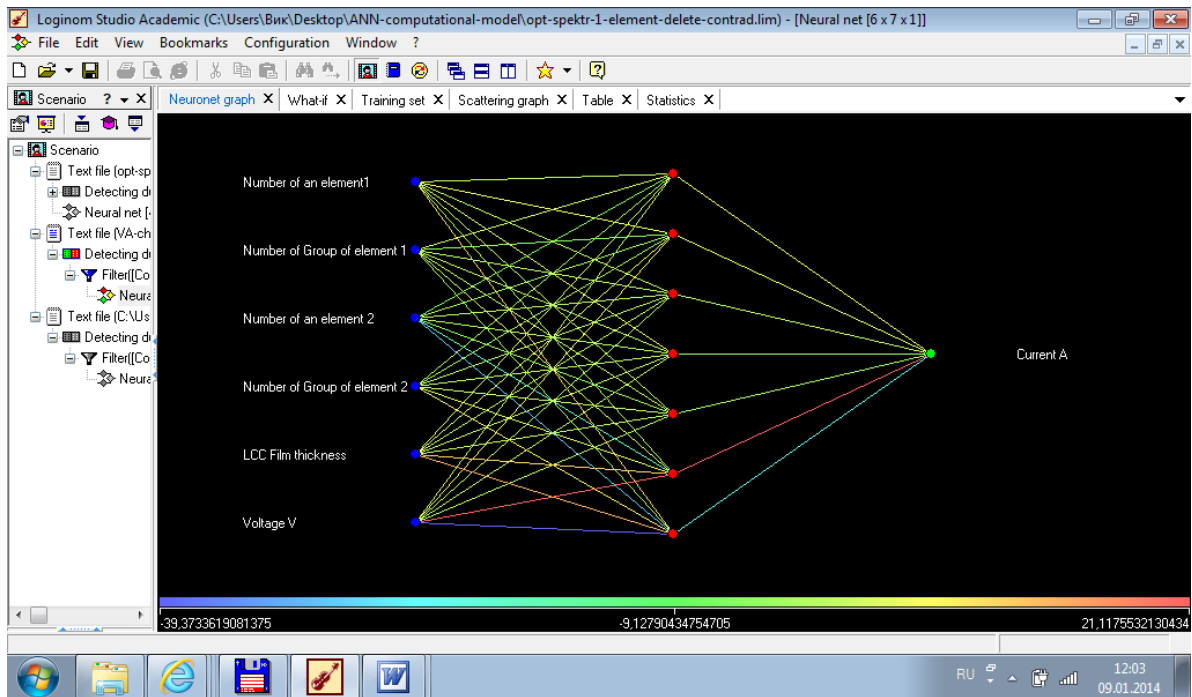 Loginom Studio Academic (C:\Users\Вик\Desktop\ANN-computational-model\opt-spektr-1-element-delete-contrad.lim) - [Neural net [6 x 7 x 1]]
File Edit View Bookmarks Configuration Window ?
Scenario ?
Neuronet graph X What-if X Training set X Scattering graph X Table X Statistics X
Scenario
Text file (opt-sp
Detecting d
Neural net [
Text file (VA-ch
Detecting d
Filter([Co
Neura
Text file (C:\Us
Detecting d
Filter([Co
Neura
Number of an element1
Number of Group of element 1
Number of an element 2
Number of Group of element 2
LCC Film thickness
Voltage V
Current A
-39,3733619081375 -9,12790434754705 21,1175532130434
RU 12:03
09.01.2014